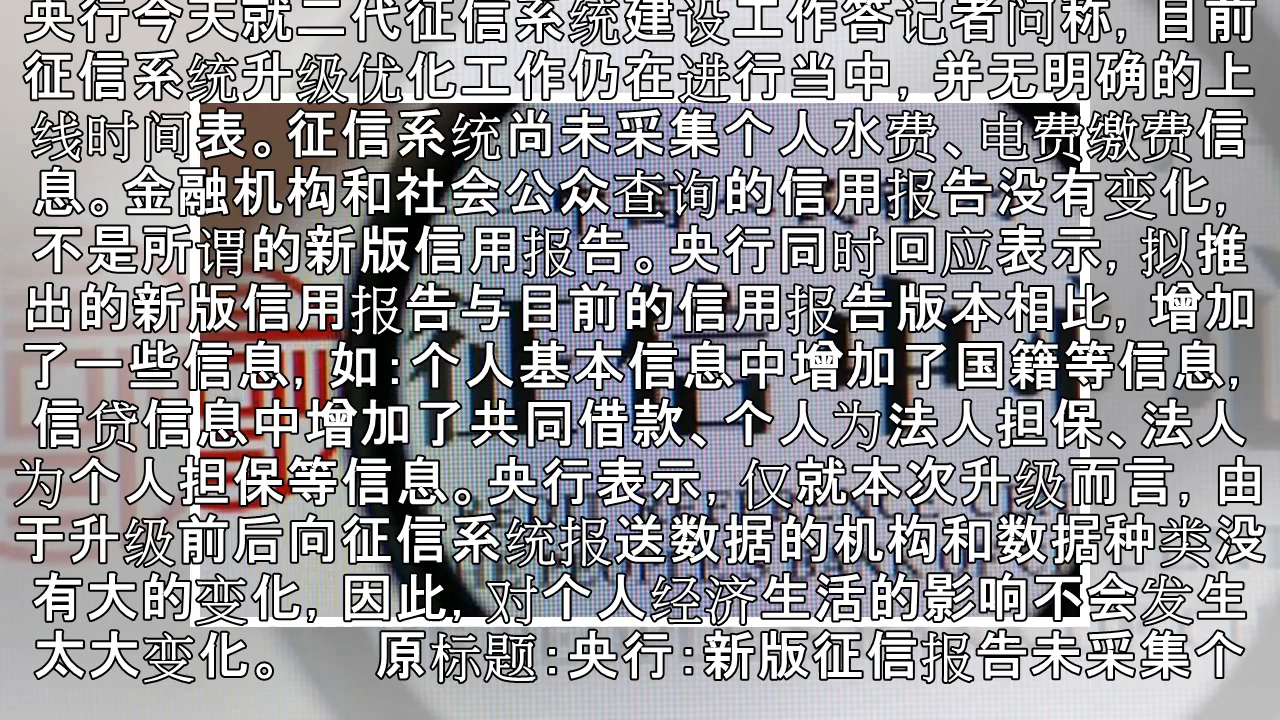 央行今天就二代征信系统建设工作答记者问称, 目前
征信系统升级优化工作仍在进行当中, 并无明确的上
线时间表。征信系统尚未采集个人水费、电费缴费信
息。金融机构和社会公众查询的信用报告没有变化,
不是所谓的新版信用报告。央行同时回应表示, 拟推
出的新版信用报告与目前的信用报告版本相比, 增加
了一些信息, 如:个人基本信息中增加了国籍等信息,
信贷信息中增加了共同借款、个人为法人担保、法人
为个人担保等信息。央行表示, 仅就本次升级而言, 由
于升级前后向征信系统报送数据的机构和数据种类没
有大的变化, 因此, 对个人经济生活的影响不会发生
太大变化。 原标题:央行:新版征信报告未采集个